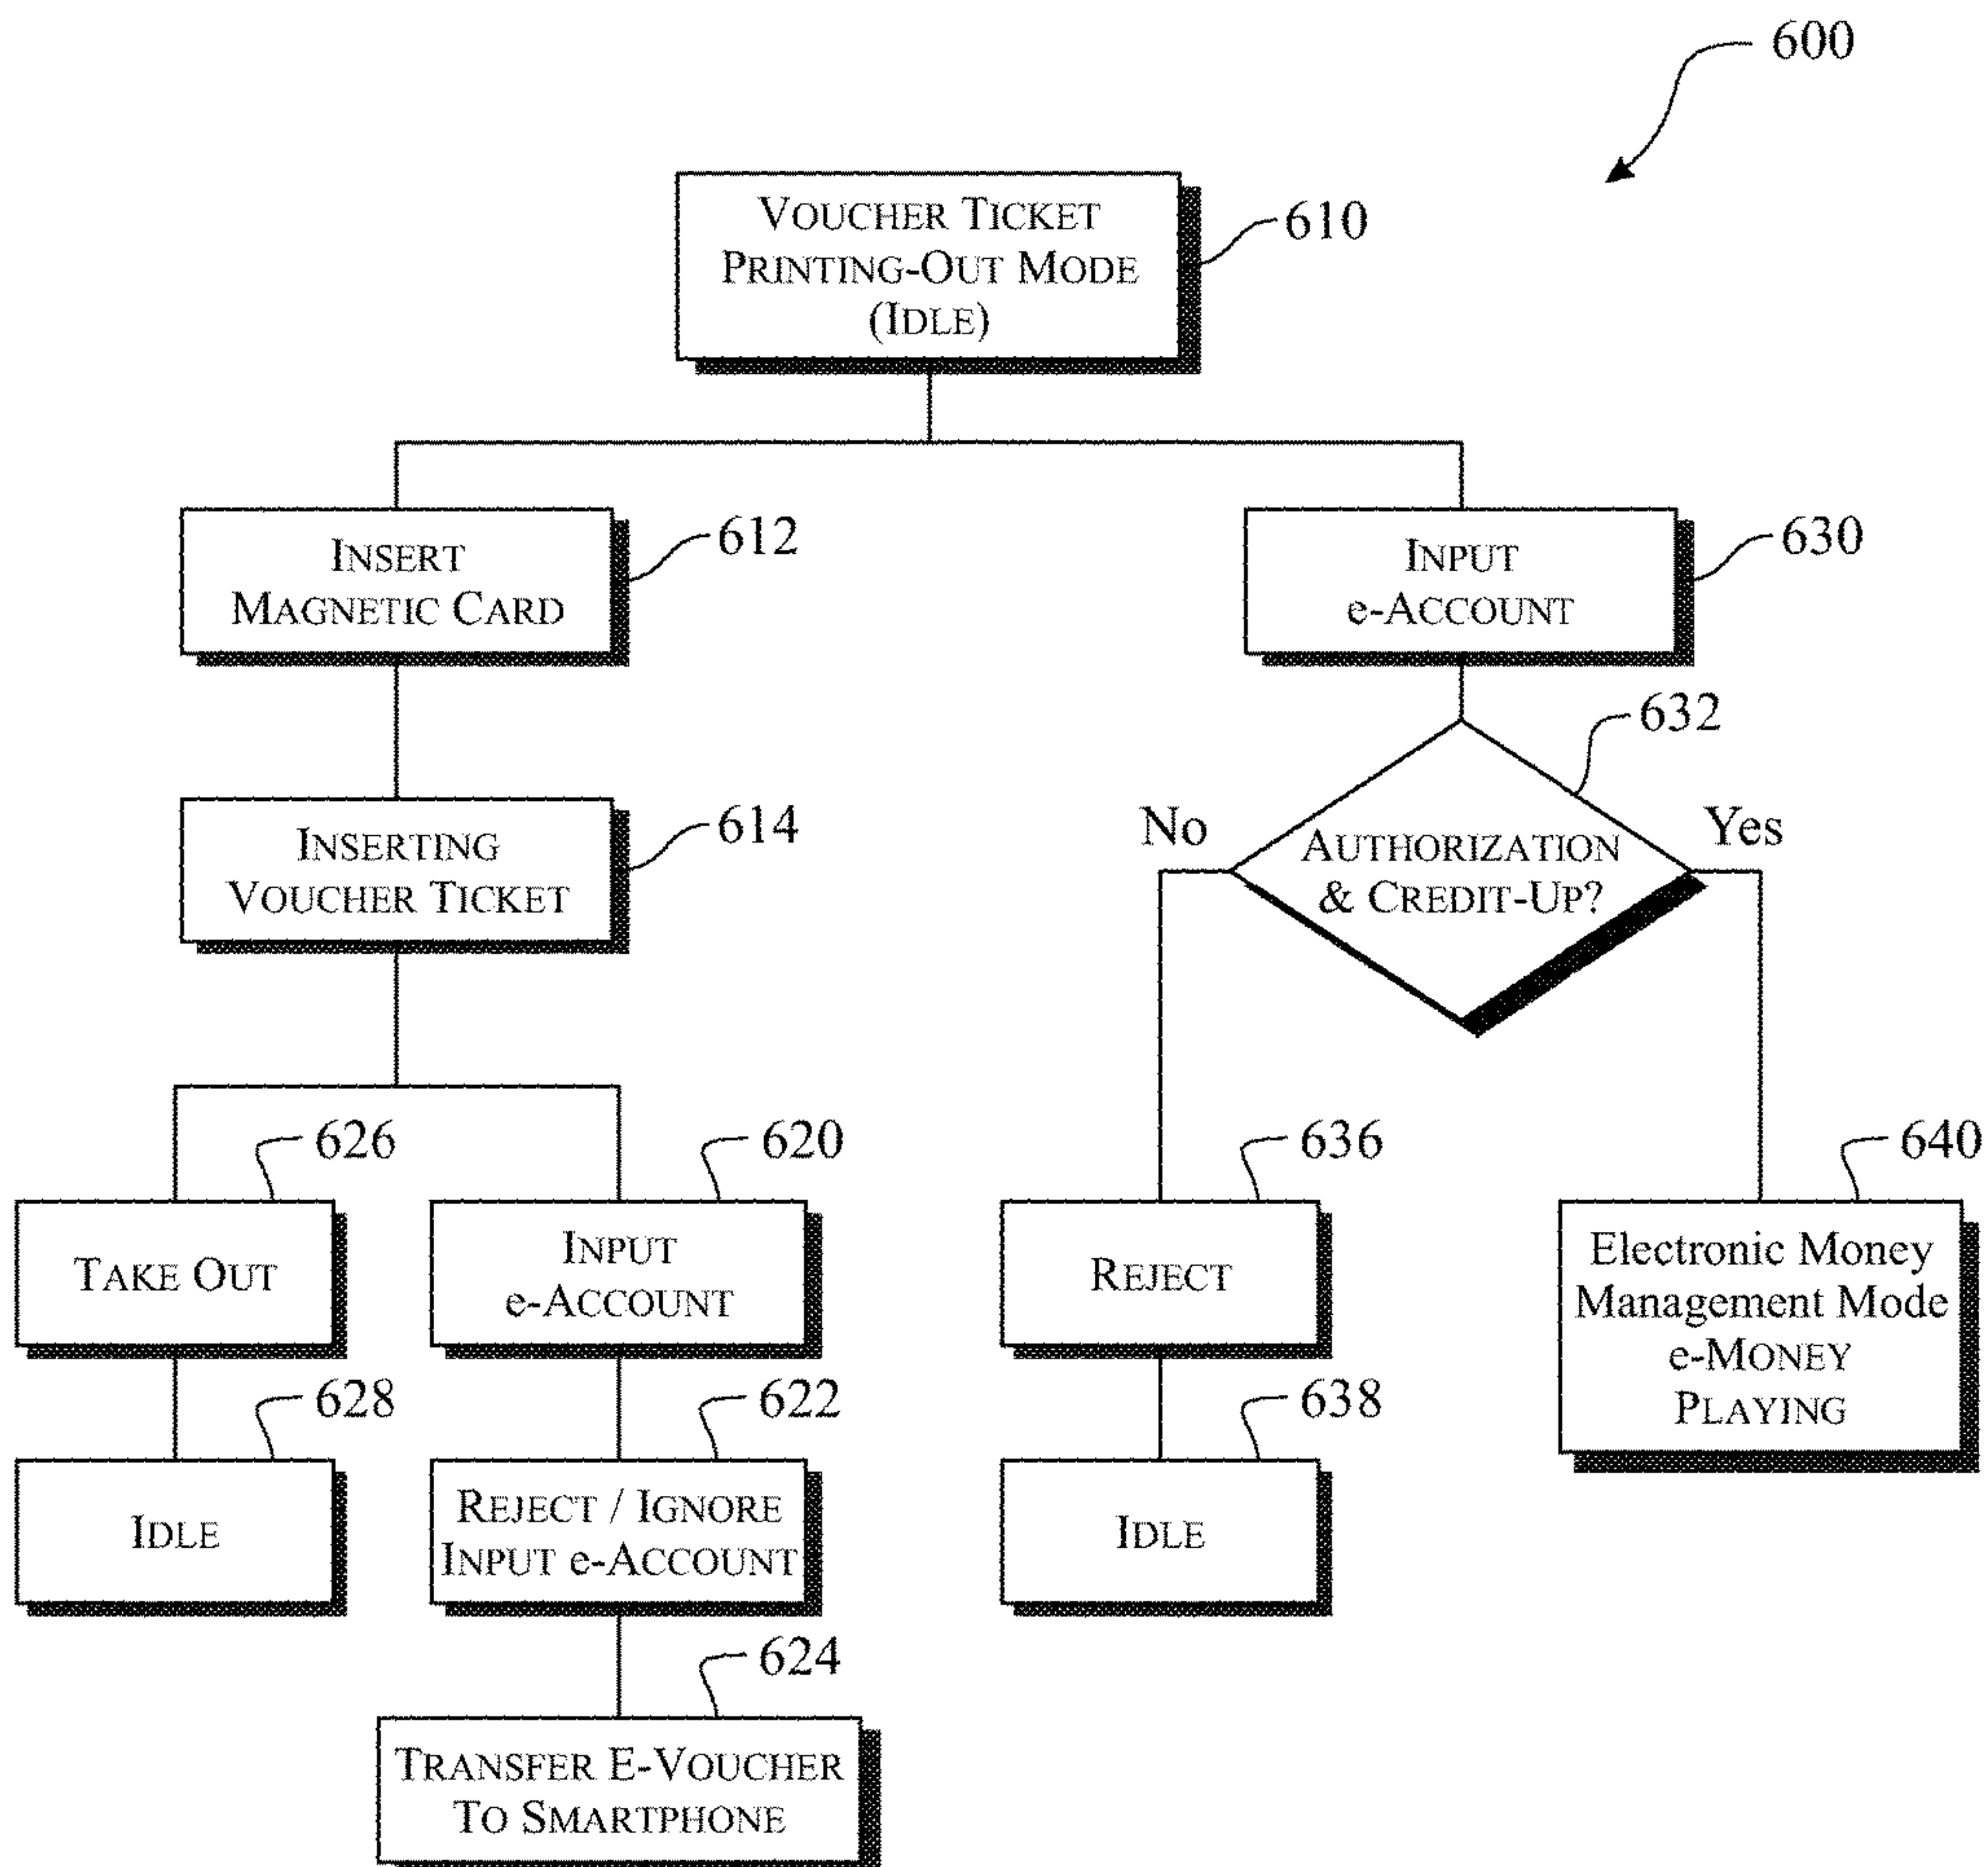 600
VOUCHER TICKET
PRINTING-OUT MODE
(IDLE)
610
INSERT
MAGNETIC CARD
612
INPUT
e-ACCOUNT
630
632
INSERTING
VOUCHER TICKET
614
No
AUTHORIZATION
& CREDIT-UP?
Yes
626
620
636
640
TAKE OUT
INPUT
e-ACCOUNT
REJECT
Electronic Money
Management Mode
e-MONEY
PLAYING
628
622
638
IDLE
REJECT / IGNORE
INPUT e-ACCOUNT
IDLE
624
TRANSFER E-VOUCHER
TO SMARTPHONE